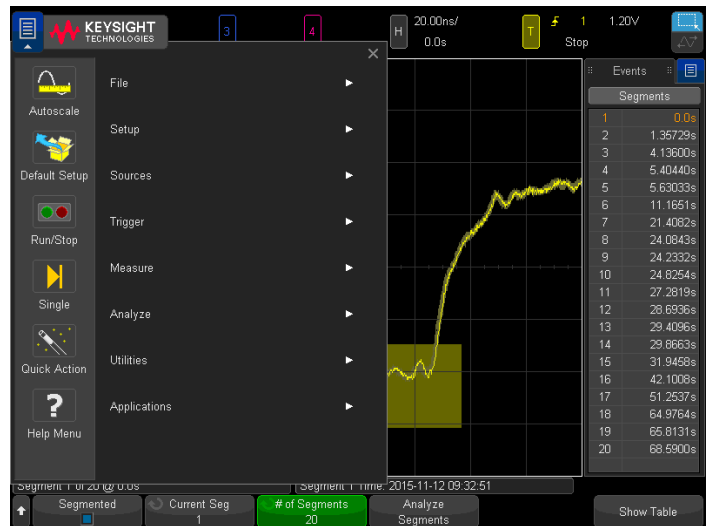 KEYSIGHT
TECHNOLOGIES
3
4
H
20.00ns/
0.0s
T
1
Stop
1.20V
Events
Segments
1 0.0s
2 1.35729s
3 4.13600s
4 5.40440s
5 5.63033s
6 11.1651s
7 21.4082s
8 24.0843s
9 24.2332s
10 24.8254s
11 27.2819s
12 28.6936s
13 29.4096s
14 29.8663s
15 31.9458s
16 42.1008s
17 51.2537s
18 64.9764s
19 65.8131s
20 68.5900s
Autoscale
Default Setup
Run/Stop
Single
Quick Action
?
Help Menu
File
Setup
Sources
Trigger
Measure
Analyze
Utilities
Applications
Segment 1 of 20 @ 0.0s
Segment 1 Time: 2015-11-12 09:32:51
Segmented
Current Seg
1
# of Segments
20
Analyze
Segments
Show Table